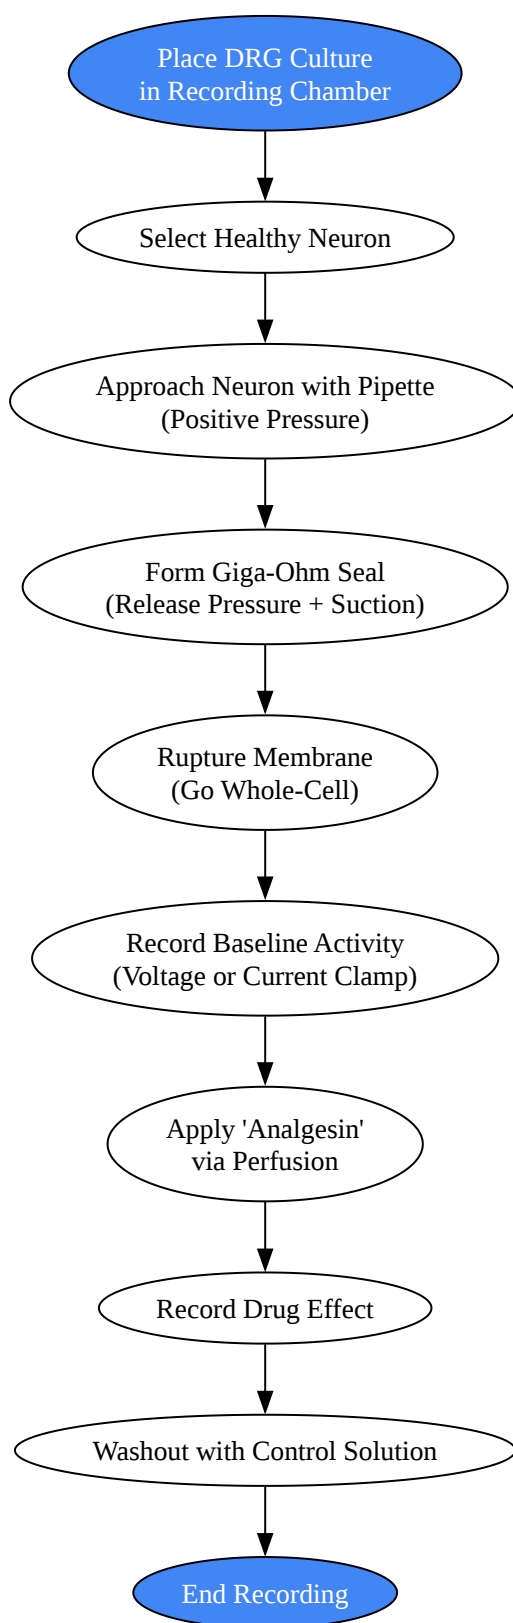 Place DRG Culture
in Recording Chamber
Select Healthy Neuron
Approach Neuron with Pipette
(Positive Pressure)
Form Giga-Ohm Seal
(Release Pressure + Suction)
Rupture Membrane
(Go Whole-Cell)
Record Baseline Activity
(Voltage or Current Clamp)
Apply 'Analgesin'
via Perfusion
Record Drug Effect
Washout with Control Solution
End Recording